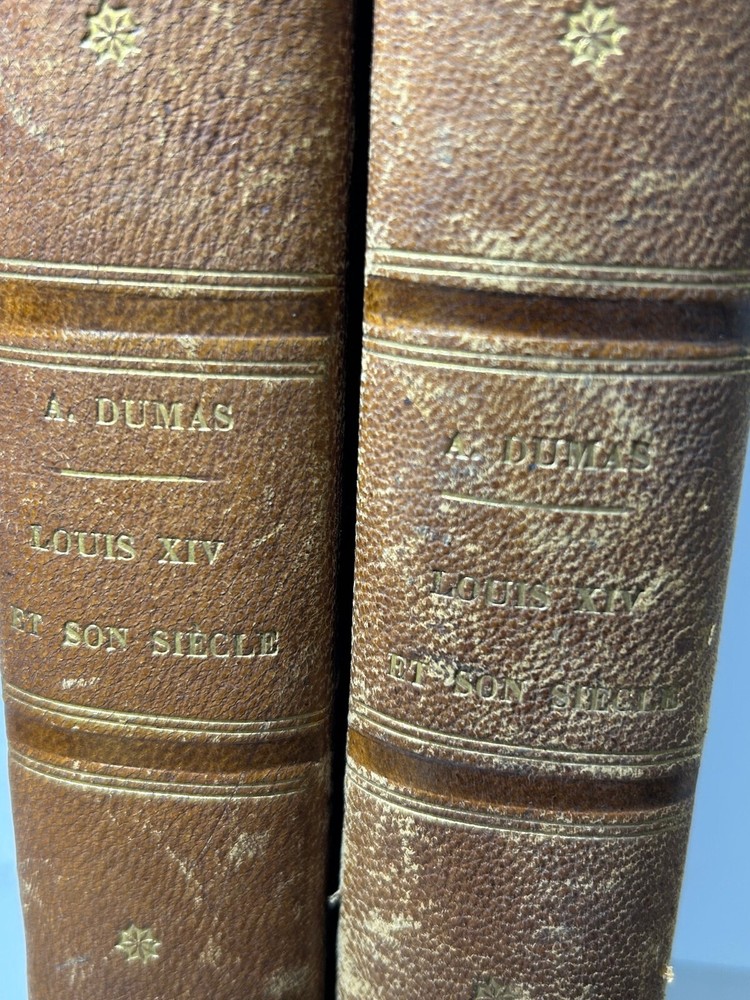 A. DUMAS
LOUIS XIV
ET SON SIÈCLE
A. DUMAS
LOUIS XIV
ET SON SIÈCLE